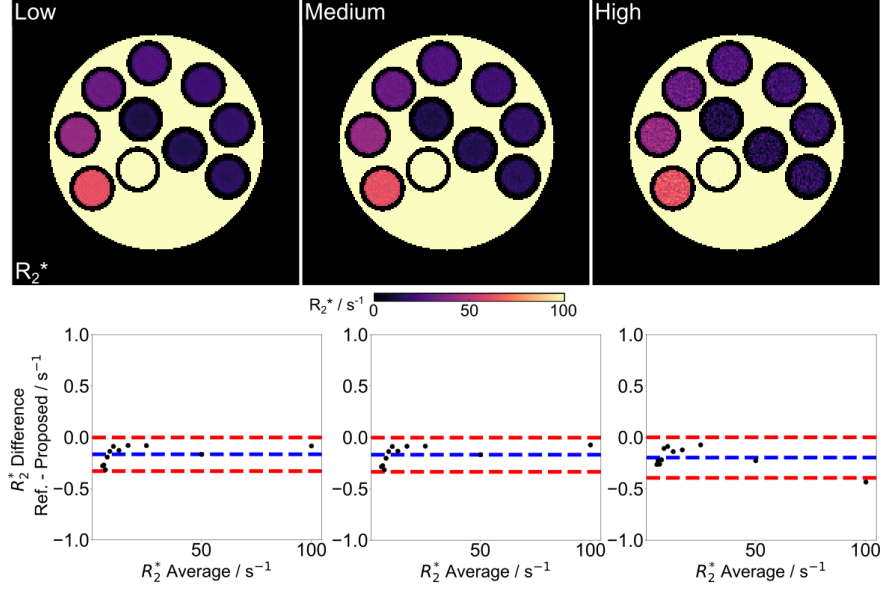 Low
Medium
High
R₂*
R₂* / s⁻¹
0
50
100
1.0
0.5
0.0
−0.5
−1.0
R₂* Difference
Ref. - Proposed / s⁻¹
50
100
R₂* Average / s⁻¹
1.0
0.5
0.0
−0.5
−1.0
50
100
R₂* Average / s⁻¹
1.0
0.5
0.0
−0.5
−1.0
50
100
R₂* Average / s⁻¹